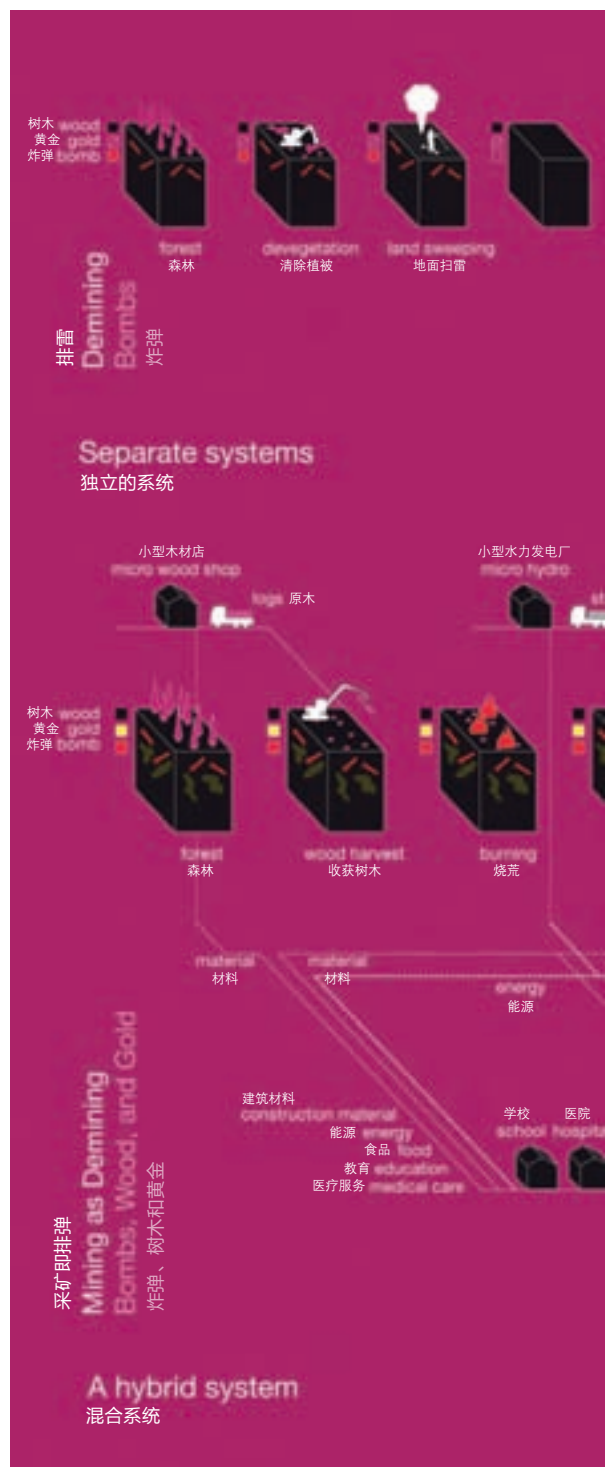 树木 wood
黄金 gold
炸弹 bomb
forest
森林
devegetation
清除植被
land sweeping
地面扫雷
排雷
Demining
Bombs
炸弹
Separate systems
独立的系统
小型木材店
micro wood shop
logs 原木
小型水力发电厂
micro hydro
树木 wood
黄金 gold
炸弹 bomb
forest
森林
wood harvest
收获树木
burning
烧荒
material
材料
material
材料
energy
能源
建筑材料
construction material
能源 energy
食品 food
教育 education
医疗服务 medical care
学校
school
医院
hospita
采矿即排弹
Mining as Demining
Bombs, Wood, and Gold
炸弹、树木和黄金
A hybrid system
混合系统